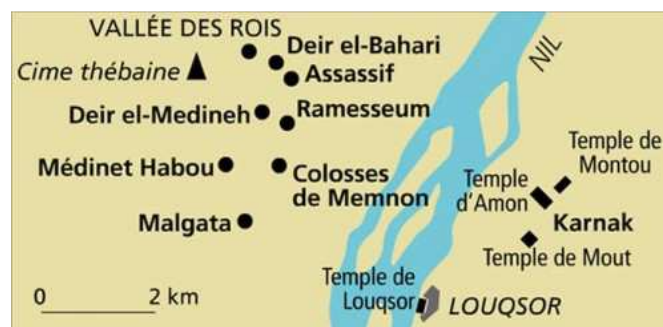 VALLÉE DES ROIS
Deir el-Bahari
Cime thébaine
Assassif
NIL
Deir el-Medineh
Ramesseum
Médinet Habou
Colosses
de Memnon
Temple de
Montou
Temple
d'Amon
Karnak
Malgata
Temple de Mout
0 2 km
Temple de
Louqsor
LOUQSOR